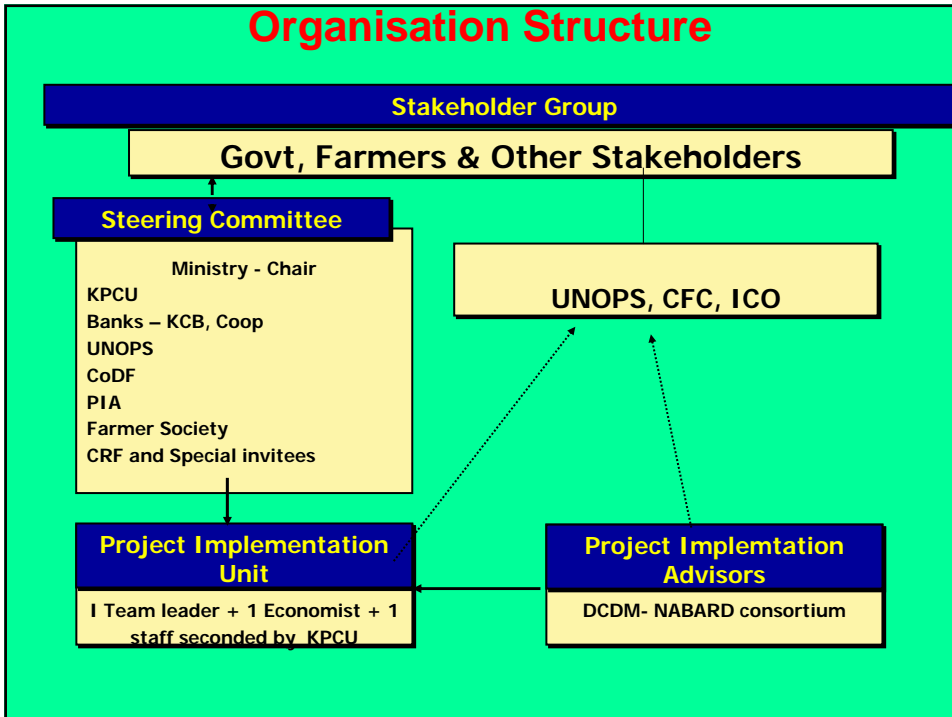 Organisation Structure
Stakeholder Group
Govt, Farmers & Other Stakeholders
Steering Committee
Ministry - Chair
KPCU
Banks – KCB, Coop
UNOPS
CoDF
PIA
Farmer Society
CRF and Special invitees
UNOPS, CFC, ICO
Project Implementation
Unit
I Team leader + 1 Economist + 1
staff seconded by KPCU
Project Implemtation
Advisors
DCDM- NABARD consortium